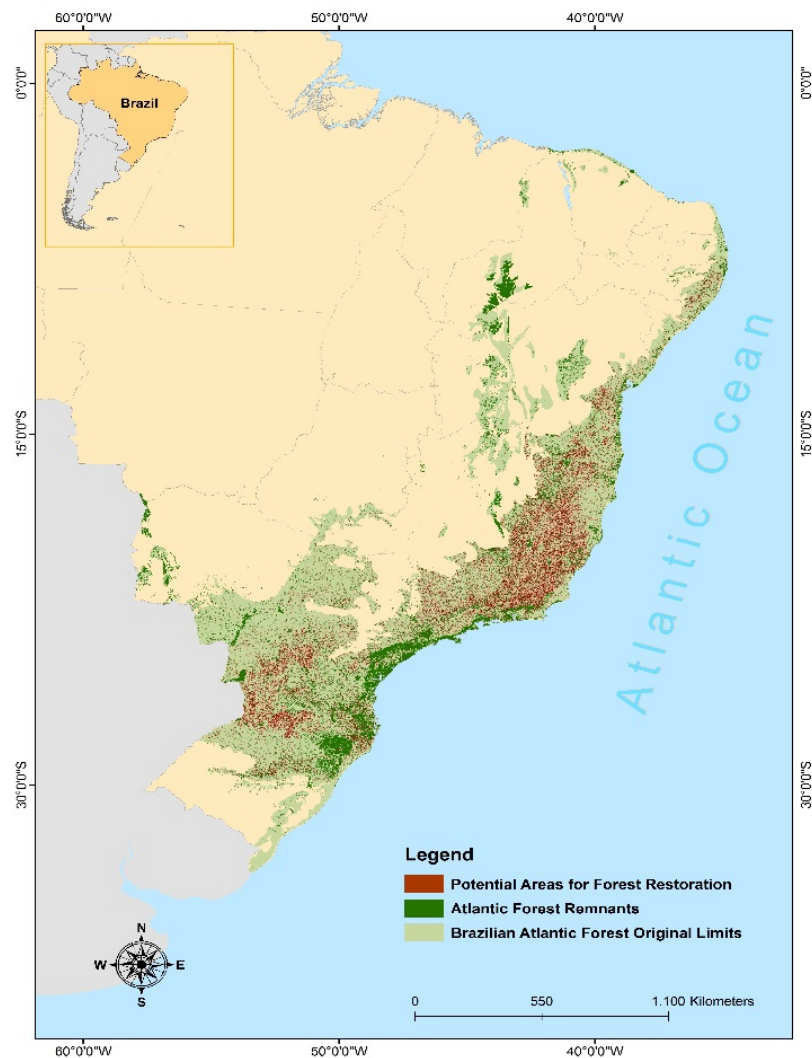 60°0'0"W
50°0'0"W
40°0'0"W
0°0'0"
0°0'0"
Brazil
15°0'0"S
15°0'0"S
Atlantic Ocean
30°0'0"S
30°0'0"S
Legend
Potential Areas for Forest Restoration
Atlantic Forest Remnants
Brazilian Atlantic Forest Original Limits
N
W
E
S
0
550
1.100 Kilometers
60°0'0"W
50°0'0"W
40°0'0"W